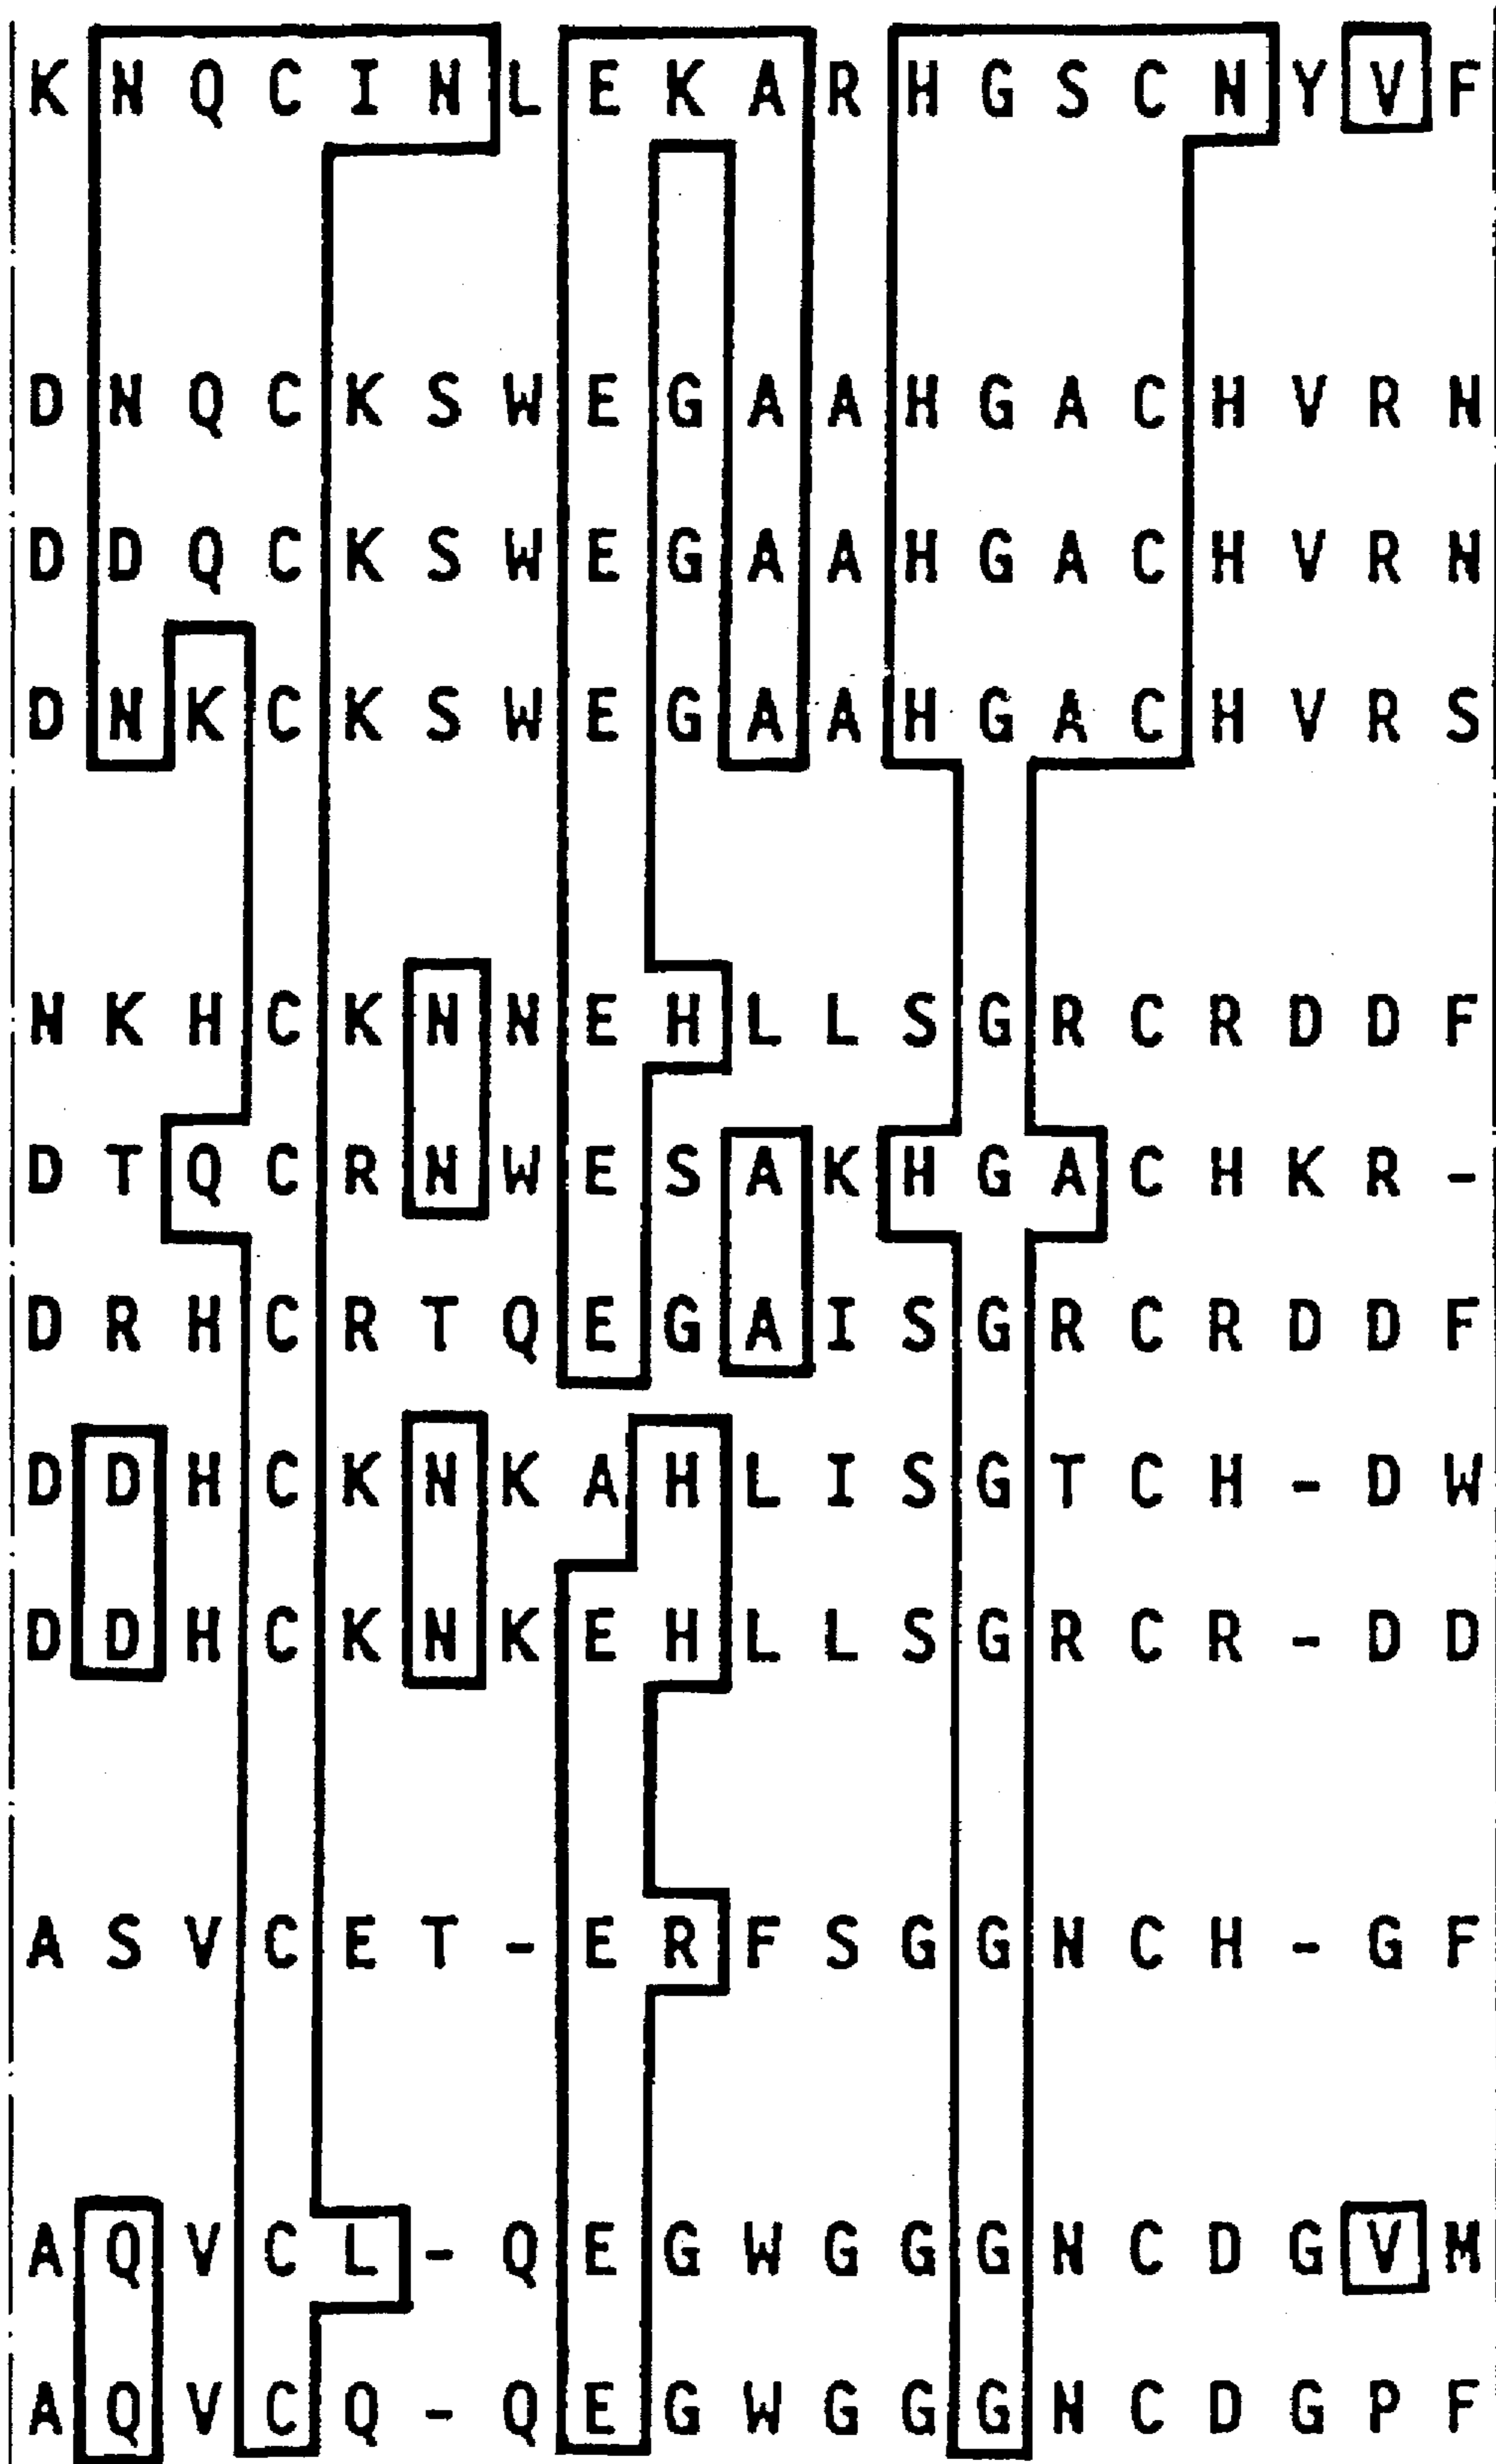 K N Q C I N L E K A R H G S C N Y V F
D N Q C K S W E G A A H G A C H V R N
D D Q C K S W E G A A H G A C H V R N
D N K C K S W E G A A H G A C H V R S
N K H C K N N E H L L S G R C R D D F
D T Q C R N W E S A K H G A C H K R -
D R H C R T Q E G A I S G R C R D D F
D D H C K N K A H L I S G T C H - D W
D D H C K N K E H L L S G R C R - D D
A S V C E T - E R F S G G N C H - G F
A Q V C L - Q E G W G G G N C D G V M
A Q V C Q - Q E G W G G G N C D G P F